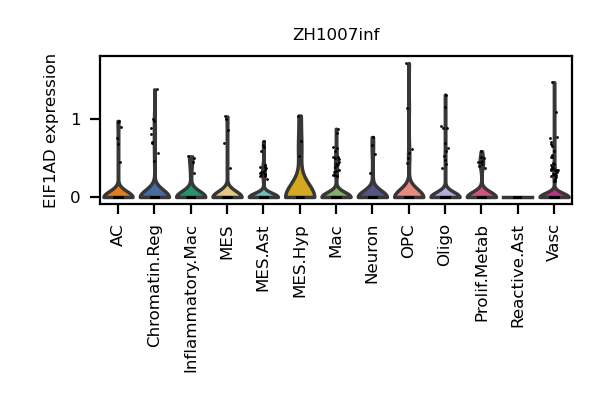 ZH1007inf
EIF1AD expression
1
0
AC
Chromatin.Reg
Inflammatory.Mac
MES
MES.Ast
MES.Hyp
Mac
Neuron
OPC
Oligo
Prolif.Metab
Reactive.Ast
Vasc